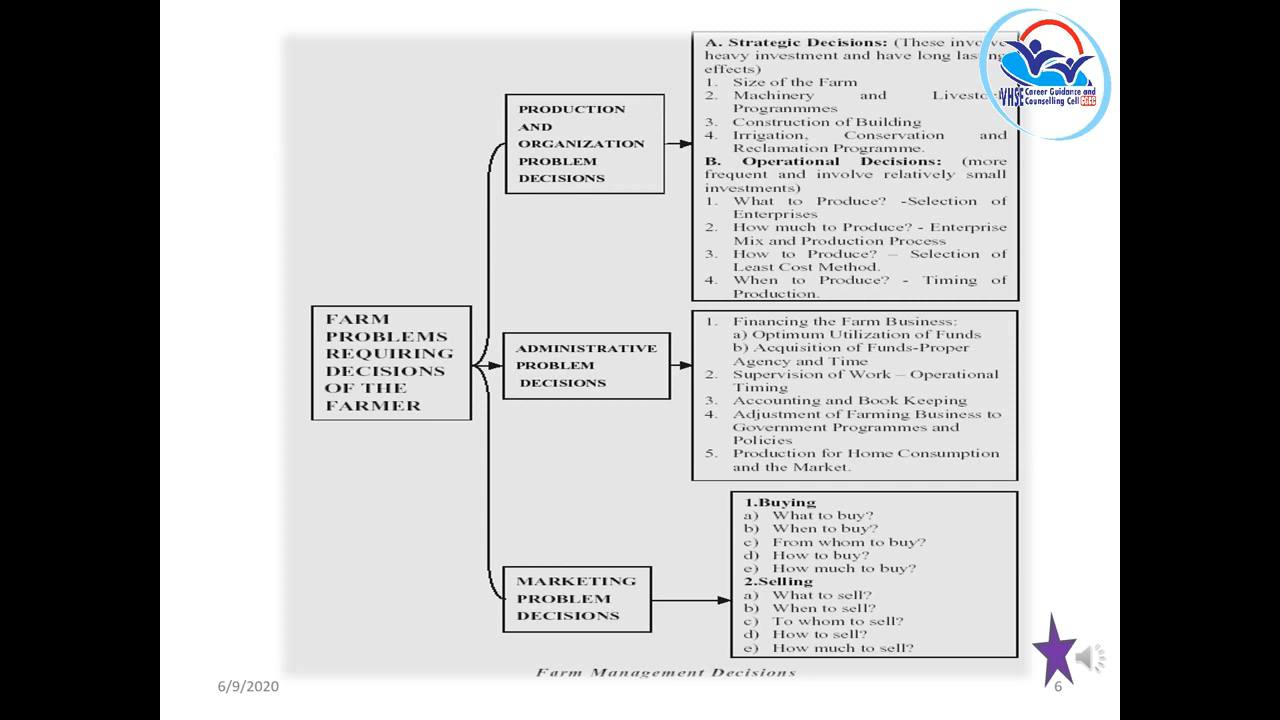 A. Strategic Decisions: (These involve
heavy investment and have long lasting
effects)
1. Size of the Farm
2. Machinery and Livestock
Programmmes
3. Construction of Building
4. Irrigation, Conservation and
Reclamation Programme.
B. Operational Decisions: (more
frequent and involve relatively small
investments)
1. What to Produce? -Selection of
Enterprises
2. How much to Produce? - Enterprise
Mix and Production Process
3. How to Produce? – Selection of
Least Cost Method.
4. When to Produce? - Timing of
Production.
VHSE Career Guidance and
Counselling Cell CGCC
PRODUCTION
AND
ORGANIZATION
PROBLEM
DECISIONS
FARM
PROBLEMS
REQUIRING
DECISIONS
OF THE
FARMER
ADMINISTRATIVE
PROBLEM
DECISIONS
1. Financing the Farm Business:
a) Optimum Utilization of Funds
b) Acquisition of Funds-Proper
Agency and Time
2. Supervision of Work – Operational
Timing
3. Accounting and Book Keeping
4. Adjustment of Farming Business to
Government Programmes and
Policies
5. Production for Home Consumption
and the Market.
MARKETING
PROBLEM
DECISIONS
1.Buying
a) What to buy?
b) When to buy?
c) From whom to buy?
d) How to buy?
e) How much to buy?
2.Selling
a) What to sell?
b) When to sell?
c) To whom to sell?
d) How to sell?
e) How much to sell?
Farm Management Decisions
6/9/2020
6